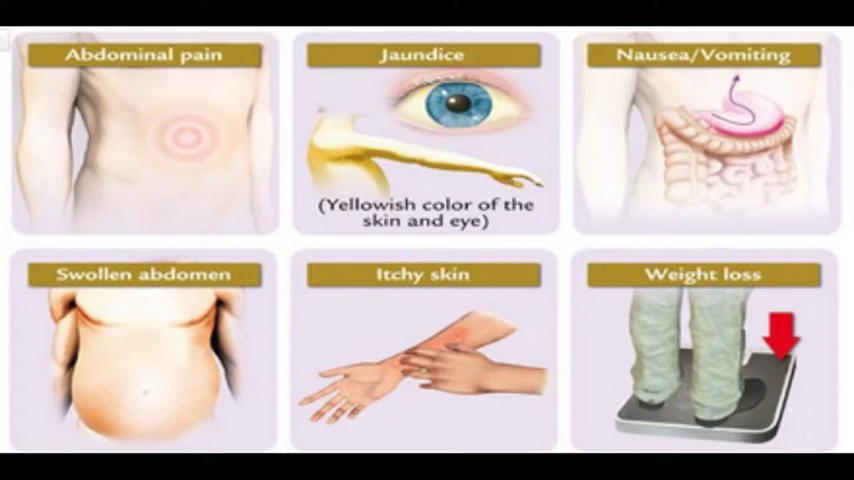 Abdominal pain
Jaundice
Nausea/Vomiting
(Yellowish color of the
skin and eye)
Swollen abdomen
Itchy skin
Weight loss